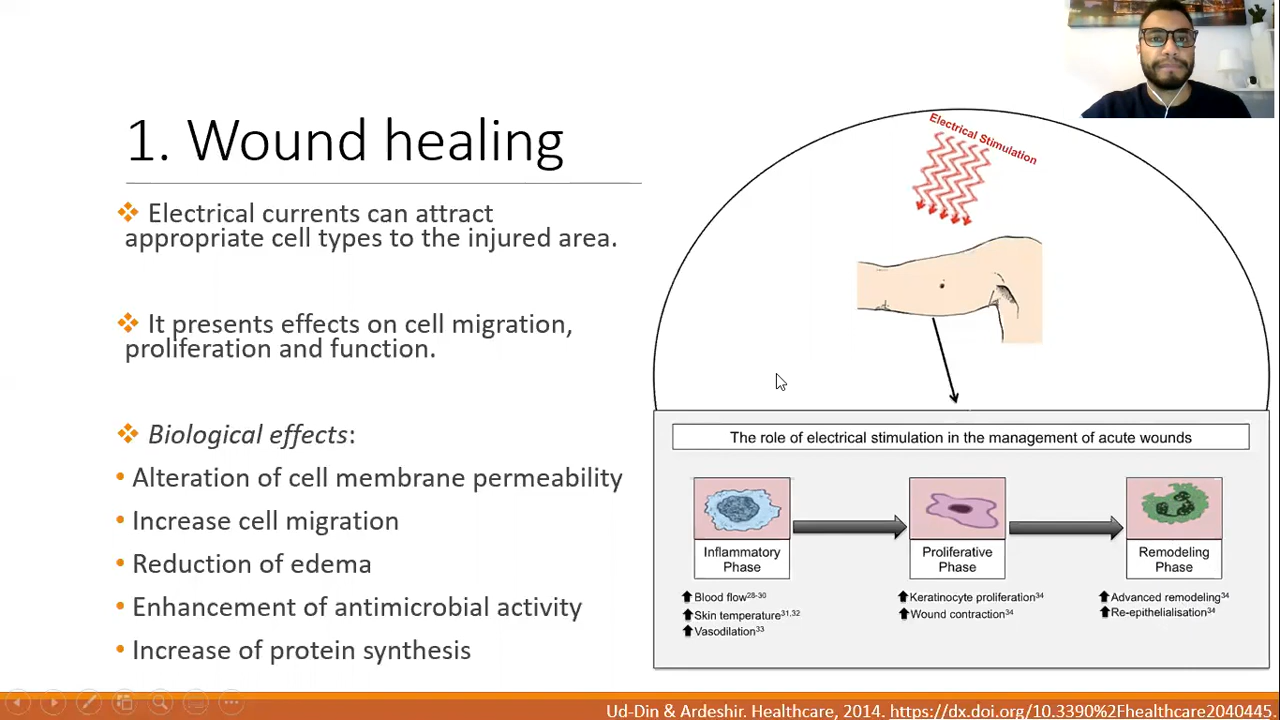 1. Wound healing
❖ Electrical currents can attract
appropriate cell types to the injured area.
❖ It presents effects on cell migration,
proliferation and function.
❖ Biological effects:
• Alteration of cell membrane permeability
• Increase cell migration
• Reduction of edema
• Enhancement of antimicrobial activity
• Increase of protein synthesis
Electrical Stimulation
The role of electrical stimulation in the management of acute wounds
Inflammatory
Phase
Blood flow28-30
Skin temperature31,32
Vasodilation33
Proliferative
Phase
Keratinocyte proliferation34
Wound contraction34
Remodeling
Phase
Advanced remodeling34
Re-epithelialisation34
Ud-Din & Ardeshir. Healthcare, 2014. https://dx.doi.org/10.3390%2Fhealthcare2040445.